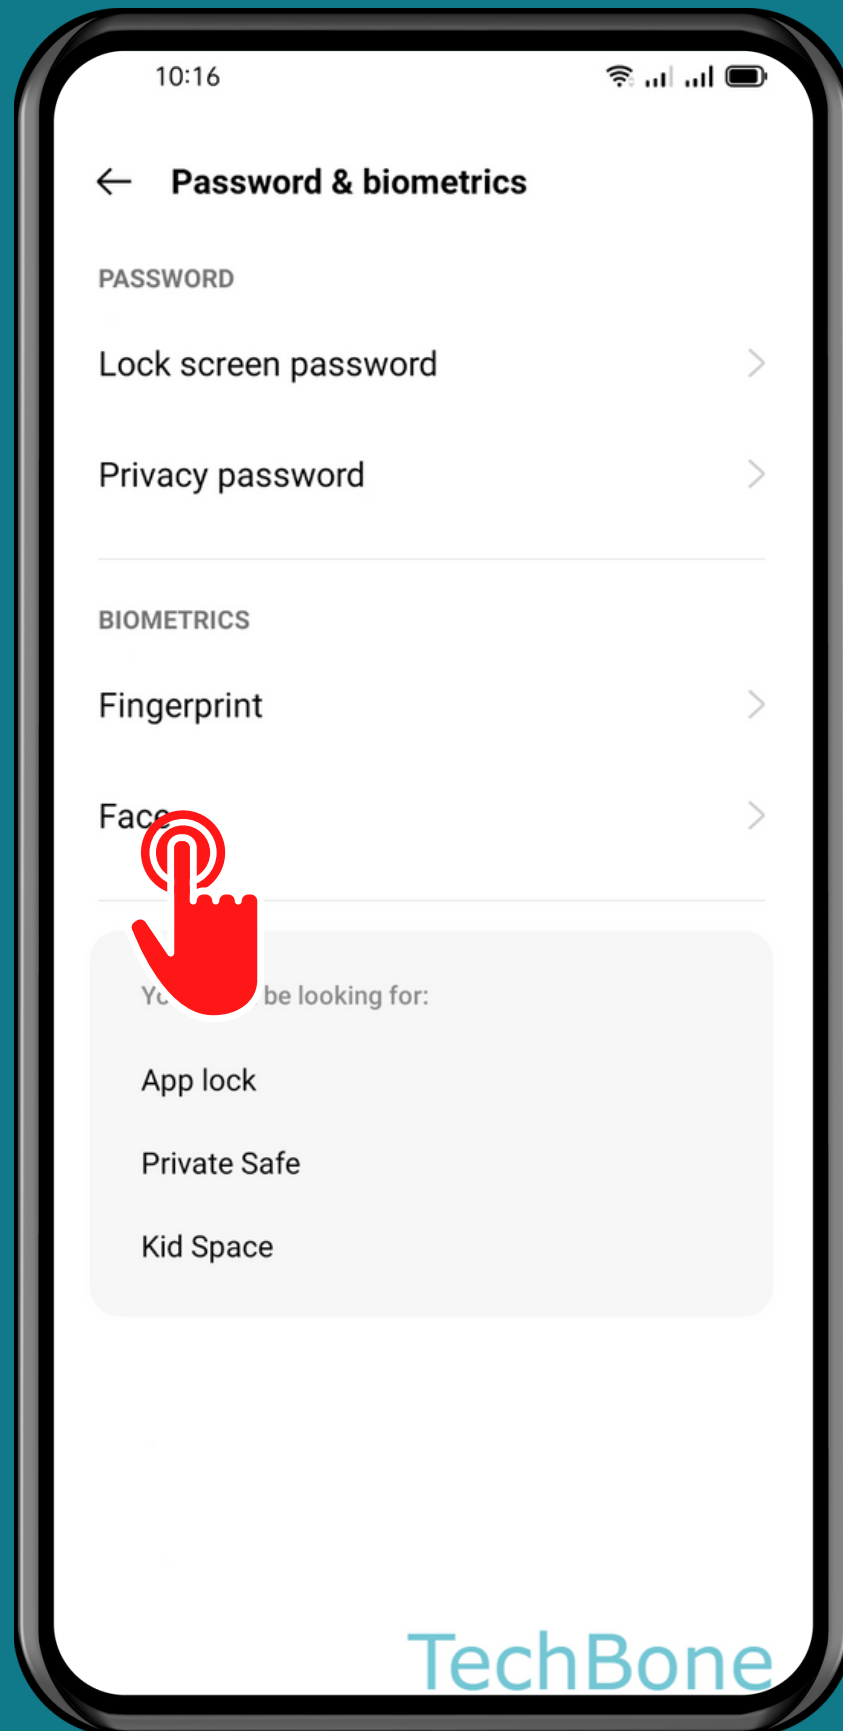 10:16
Password & biometrics
PASSWORD
Lock screen password
Privacy password
BIOMETRICS
Fingerprint
Face
be looking for:
App lock
Private Safe
Kid Space
TechBone